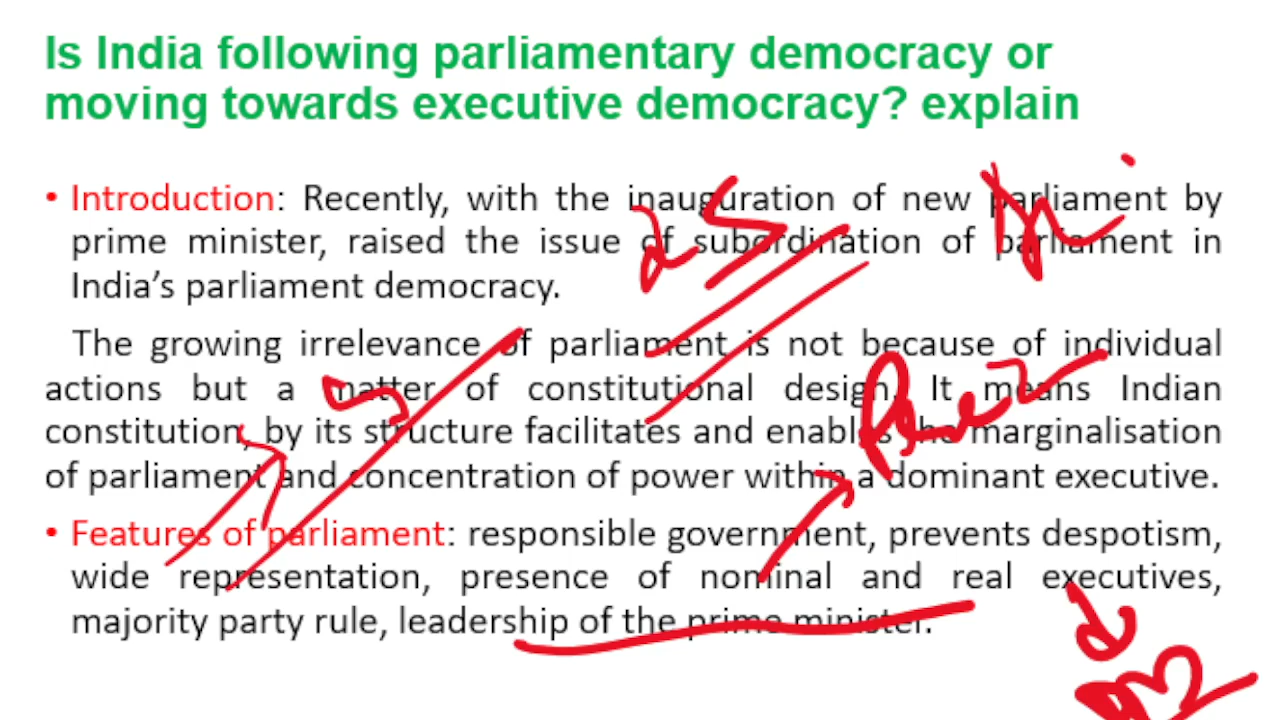 Is India following parliamentary democracy or
moving towards executive democracy? explain
• Introduction: Recently, with the inauguration of new parliament by
prime minister, raised the issue of subordination of parliament in
India's parliament democracy.
The growing irrelevance of parliament is not because of individual
actions but a matter of constitutional design. It means Indian
constitution, by its structure facilitates and enables the marginalisation
of parliament and concentration of power within a dominant executive.
• Features of parliament: responsible government, prevents despotism,
wide representation, presence of nominal and real executives,
majority party rule, leadership of the prime minister.